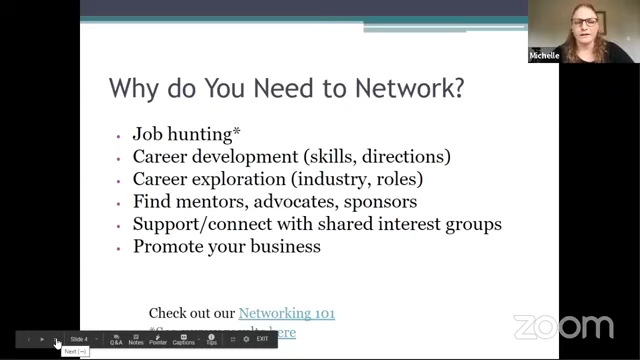 Michelle
Why do You Need to Network?
• Job hunting*
• Career development (skills, directions)
• Career exploration (industry, roles)
• Find mentors, advocates, sponsors
• Support/connect with shared interest groups
• Promote your business
Check out our Networking 101
here
Slide 4 Q&A Notes Pointer Captions Tips EXIT
Next (→)
zoom